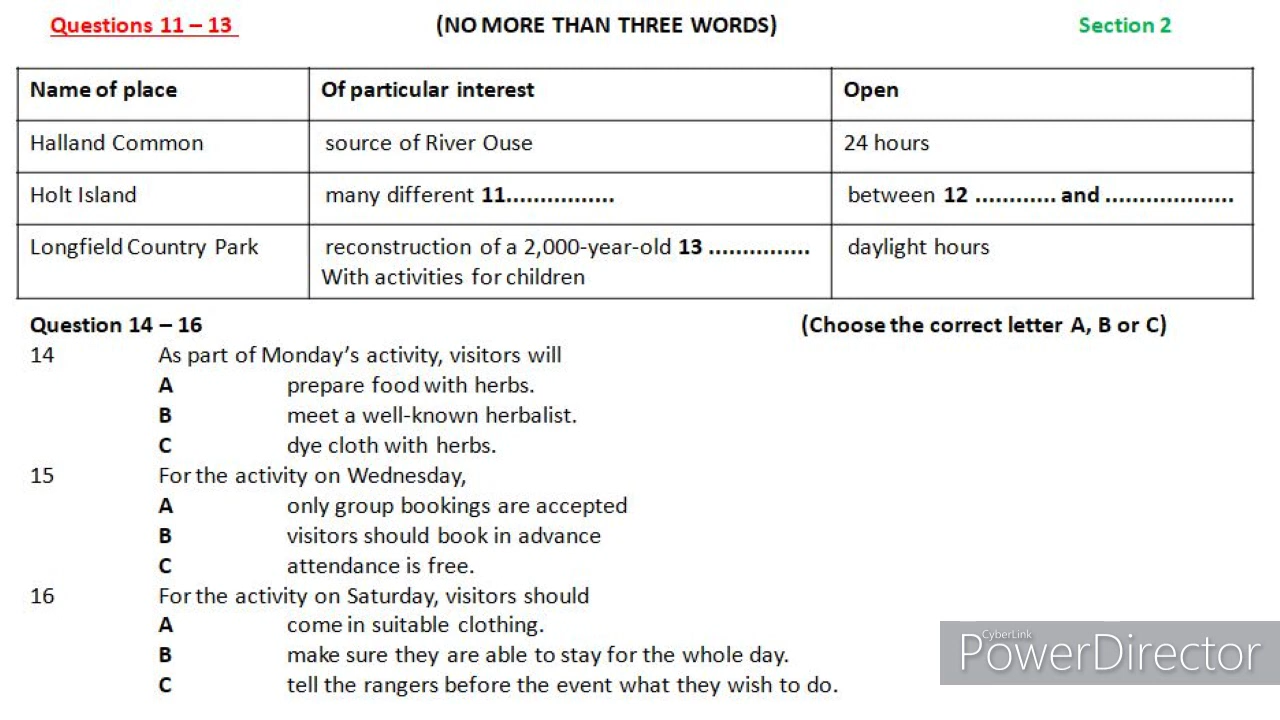 Questions 11 – 13 (NO MORE THAN THREE WORDS) Section 2
Name of place Of particular interest Open
Halland Common source of River Ouse 24 hours
Holt Island many different 11................ between 12 ............ and ...................
Longfield Country Park reconstruction of a 2,000-year-old 13 ............... daylight hours
With activities for children
Question 14 – 16 (Choose the correct letter A, B or C)
14 As part of Monday's activity, visitors will
A prepare food with herbs.
B meet a well-known herbalist.
C dye cloth with herbs.
15 For the activity on Wednesday,
A only group bookings are accepted
B visitors should book in advance
C attendance is free.
16 For the activity on Saturday, visitors should
A come in suitable clothing.
B make sure they are able to stay for the whole day.
C tell the rangers before the event what they wish to do.
CyberLink
PowerDirector